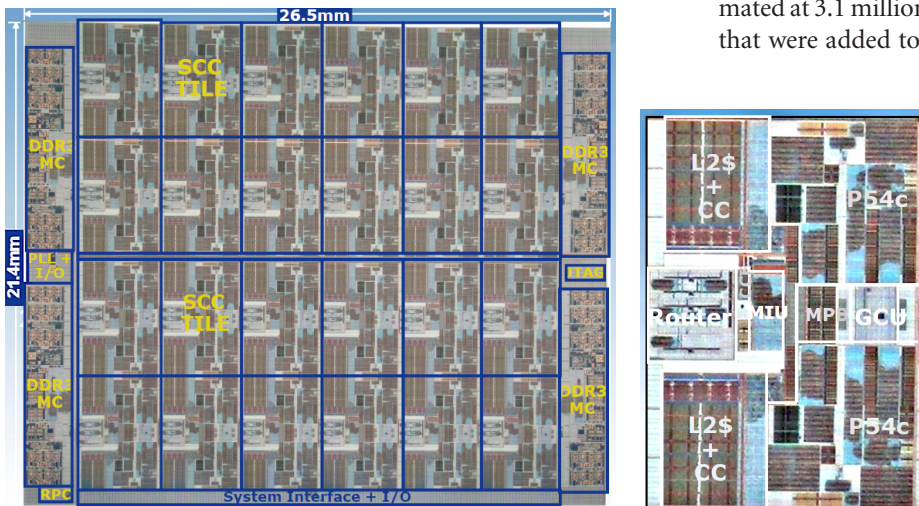 26.5mm
21.4mm
SCC
TILE
DDR3
MC
DDR3
MC
PLL +
I/O
JTAG
SCC
TILE
DDR3
MC
DDR3
MC
RPC
System Interface + I/O
mated at 3.1 million
that were added to
L2$
+
CC
P54c
Router
MIU
MPB
GCU
L2$
+
CC
P54c